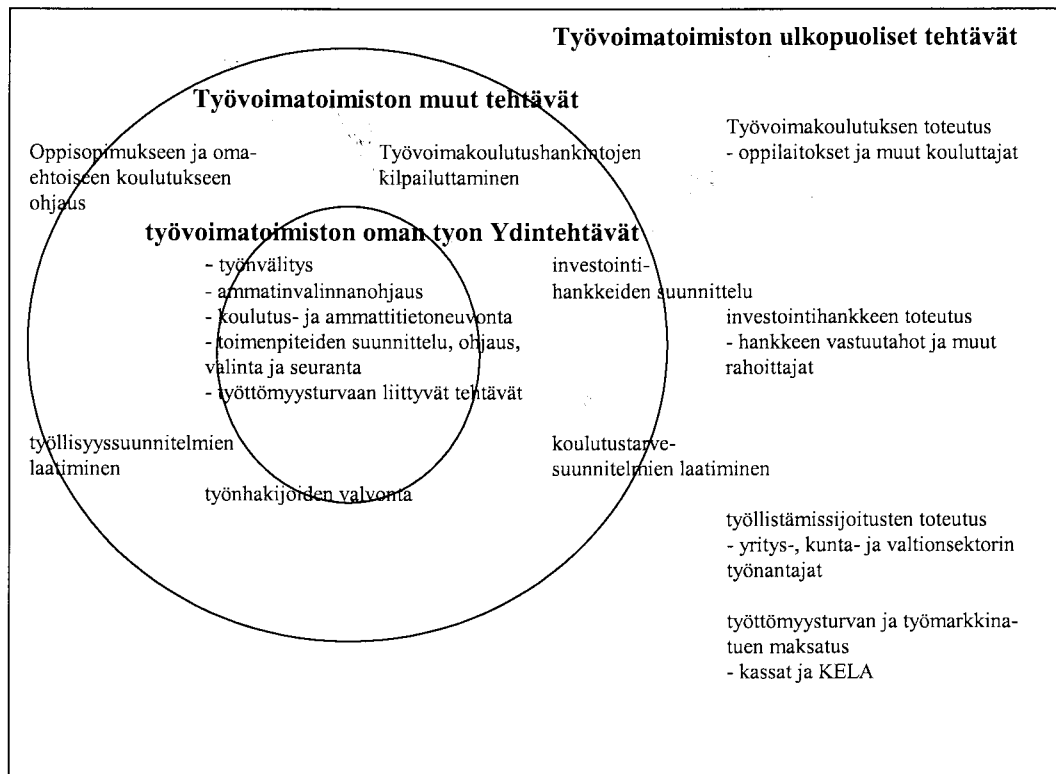 Työvoimatoimiston ulkopuoliset tehtävät
Työvoimatoimiston muut tehtävät
Oppisopimukseen ja oma-
ehtoiseen koulutukseen
ohjaus
Työvoimakoulutushankintojen
kilpailuttaminen
Työvoimakoulutuksen toteutus
- oppilaitokset ja muut kouluttajat
työvoimatoimiston oman tyon Ydintehtävät
- työnvälitys
- ammatinvalinnanohjaus
- koulutus- ja ammattitietoneuvonta
- toimenpiteiden suunnittelu, ohjaus,
valinta ja seuranta
- työttömyysturvaan liittyvät tehtävät
investointi-
hankkeiden suunnittelu
investointihankkeen toteutus
- hankkeen vastuutahot ja muut
rahoittajat
työllisyyssuunnitelmien
laatiminen
työnhakijoiden valvonta
koulutustarve-
suunnitelmien laatiminen
työllistämissijoitusten toteutus
- yritys-, kunta- ja valtionsektorin
työnantajat
työttömyysturvan ja työmarkkina-
tuen maksatus
- kassat ja KELA